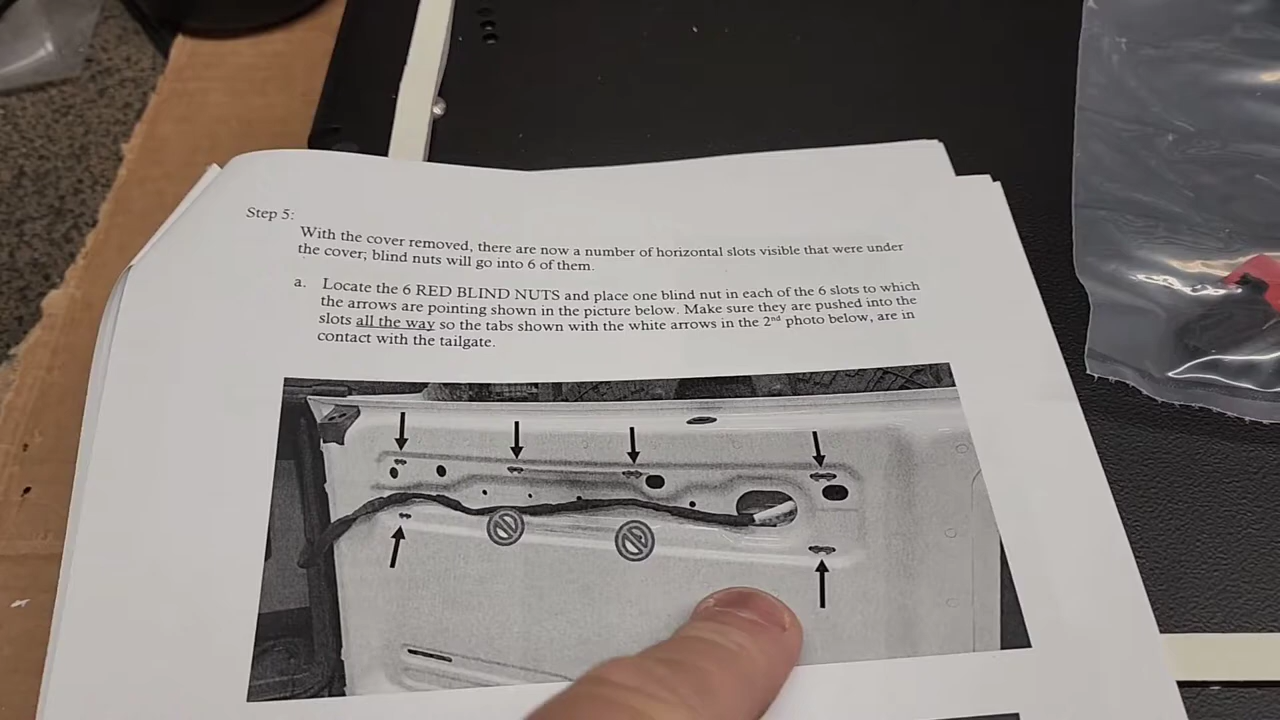 Step 5:
With the cover removed, there are now a number of horizontal slots visible that were under
the cover; blind nuts will go into 6 of them.
a. Locate the 6 RED BLIND NUTS and place one blind nut in each of the 6 slots to which
the arrows are pointing shown in the picture below. Make sure they are pushed into the
slots all the way so the tabs shown with the white arrows in the 2nd photo below, are in
contact with the tailgate.